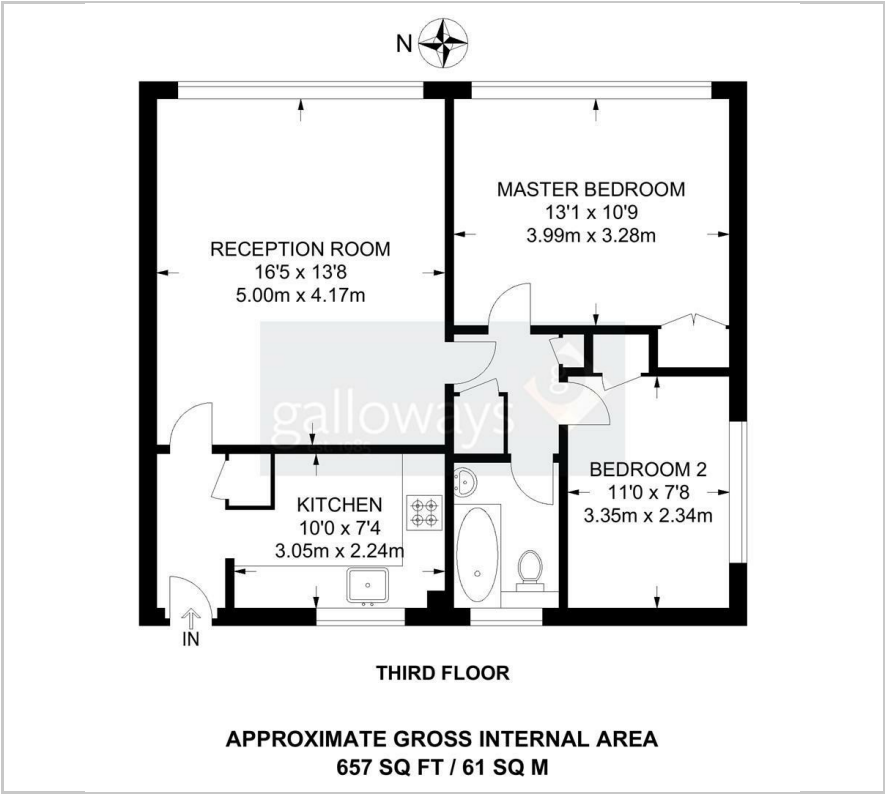 N
MASTER BEDROOM
13'1 x 10'9
3.99m x 3.28m
RECEPTION ROOM
16'5 x 13'8
5.00m x 4.17m
galloways
KITCHEN
10'0 x 7'4
3.05m x 2.24m
BEDROOM 2
11'0 x 7'8
3.35m x 2.34m
IN
THIRD FLOOR
APPROXIMATE GROSS INTERNAL AREA
657 SQ FT / 61 SQ M